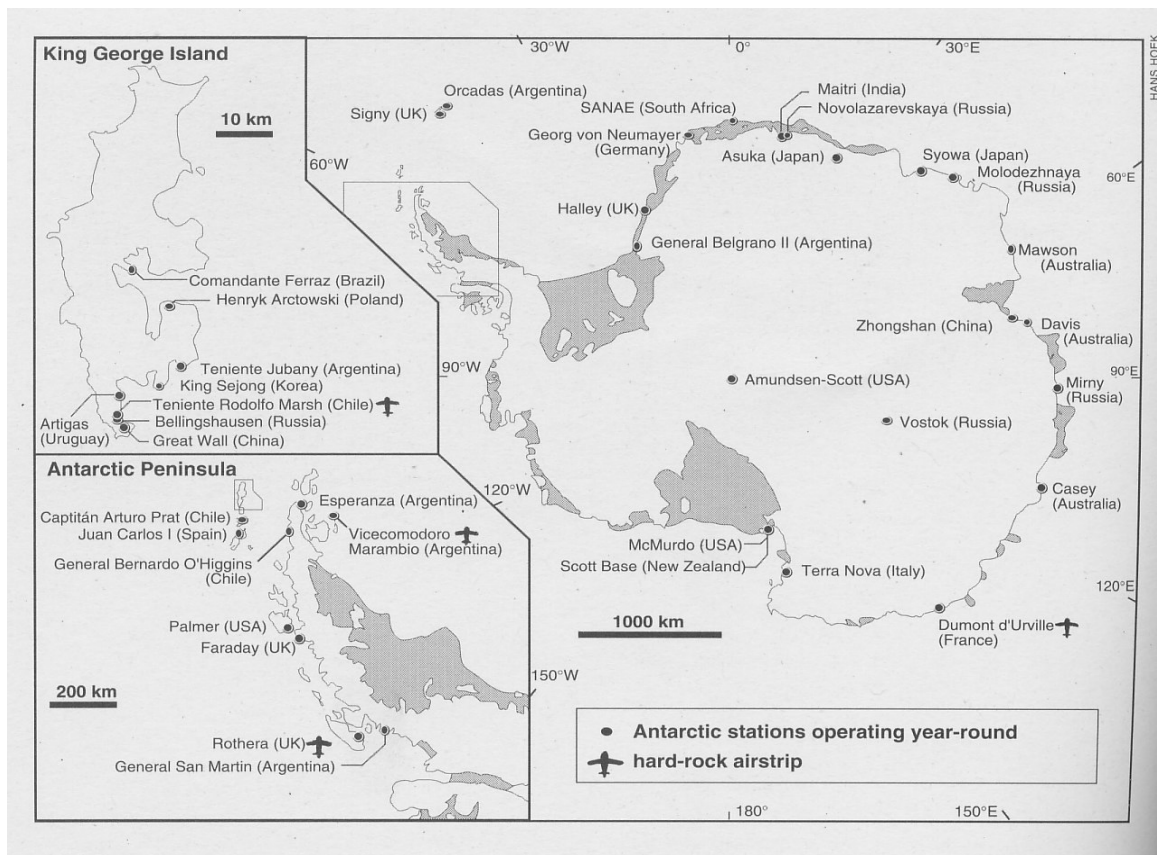 HANS HOEK
King George Island
10 km
Comandante Ferraz (Brazil)
Henryk Arctowski (Poland)
Teniente Jubany (Argentina)
King Sejong (Korea)
Teniente Rodolfo Marsh (Chile)
Artigas
(Uruguay)
Bellingshausen (Russia)
Great Wall (China)
Antarctic Peninsula
Esperanza (Argentina)
Captitán Arturo Prat (Chile)
Juan Carlos I (Spain)
Vicecomodoro
Marambio (Argentina)
General Bernardo O'Higgins
(Chile)
Palmer (USA)
Faraday (UK)
200 km
Rothera (UK)
General San Martin (Argentina)
30°W
0°
30°E
60°W
60°E
90°W
90°E
120°W
120°E
150°W
180°
150°E
Orcadas (Argentina)
Signy (UK)
SANAE (South Africa)
Georg von Neumayer
(Germany)
Maitri (India)
Novolazarevskaya (Russia)
Asuka (Japan)
Syowa (Japan)
Molodezhnaya
(Russia)
Halley (UK)
General Belgrano II (Argentina)
Mawson
(Australia)
Zhongshan (China)
Davis
(Australia)
Amundsen-Scott (USA)
Mirny
(Russia)
Vostok (Russia)
Casey
(Australia)
McMurdo (USA)
Scott Base (New Zealand)
Terra Nova (Italy)
Dumont d'Urville
(France)
1000 km
Antarctic stations operating year-round
hard-rock airstrip